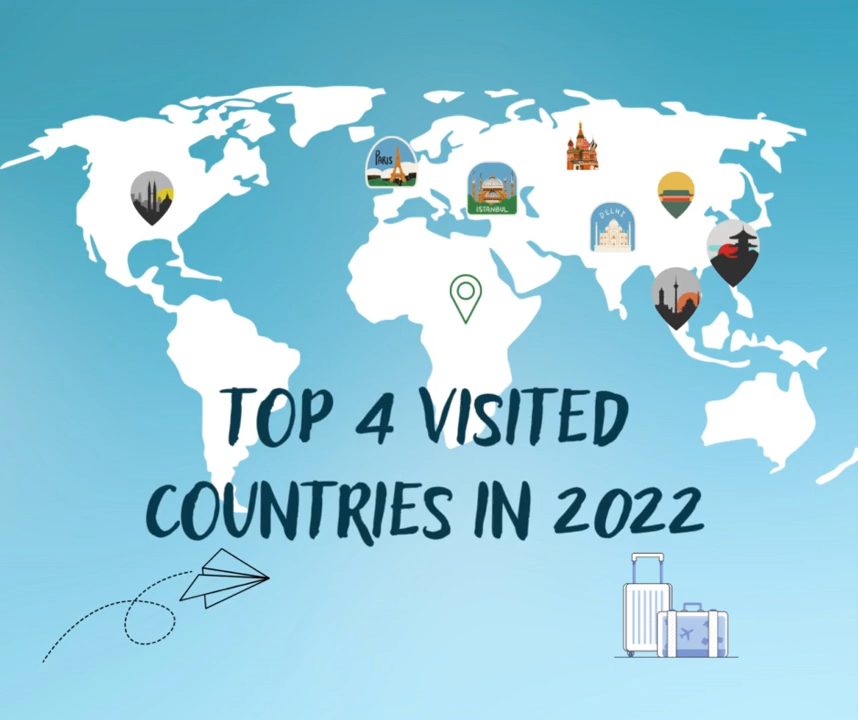 PARIS
ISTANBUL
DELHI
TOP 4 VISITED
COUNTRIES IN 2022